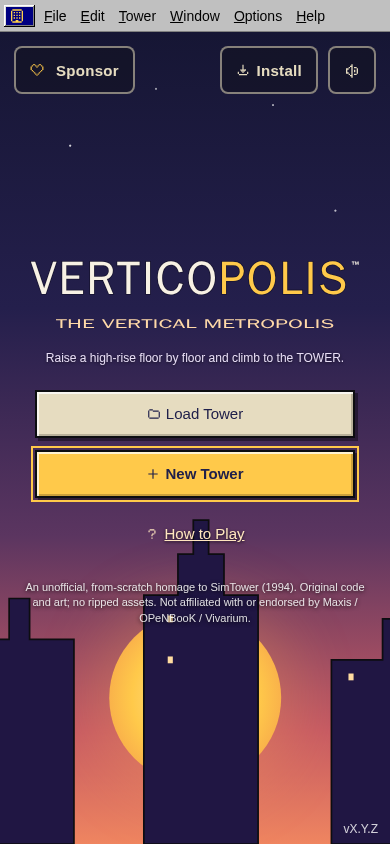 File Edit Tower Window Options Help
Sponsor Install
VERTICOPOLIS™
THE VERTICAL METROPOLIS
Raise a high-rise floor by floor and climb to the TOWER.
Load Tower
+ New Tower
? How to Play
An unofficial, from-scratch homage to SimTower (1994). Original code
and art; no ripped assets. Not affiliated with or endorsed by Maxis /
OPeNBooK / Vivarium.
vX.Y.Z